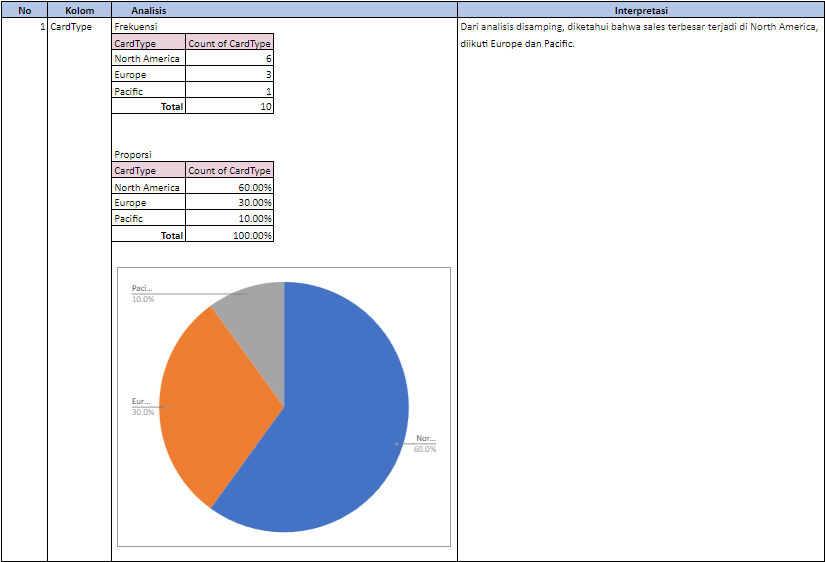 No Kolom Analisis Interpretasi
1 CardType Frekuensi Dari analisis disamping, diketahui bahwa sales terbesar terjadi di North America,
diikuti Europe dan Pacific.
CardType Count of CardType
North America 6
Europe 3
Pacific 1
Total 10
Proporsi
CardType Count of CardType
North America 60.00%
Europe 30.00%
Pacific 10.00%
Total 100.00%
Paci...
10.0%
Eur...
30.0%
Nor...
60.0%